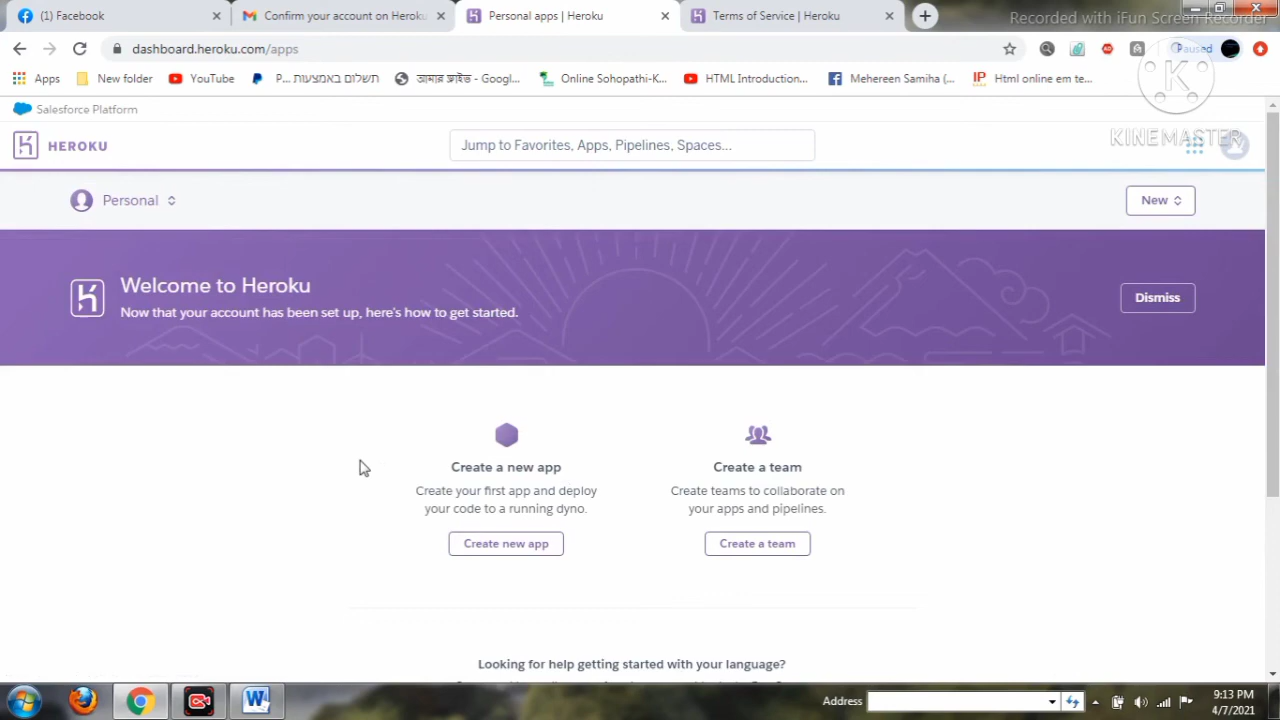 (1) Facebook
Confirm your account on Heroku
Personal apps | Heroku
Terms of Service | Heroku
Recorded with iFun Screen Recorder
dashboard.heroku.com/apps
Paused
Apps
New folder
YouTube
P... תשלום באמצעות
আমার ক্রাইভ - Googl...
Online Sohopathi-K...
HTML Introduction...
Mehereen Samiha (...
Html online em te...
K
KINEMASTER
Salesforce Platform
HEROKU
Jump to Favorites, Apps, Pipelines, Spaces...
Personal
New
Welcome to Heroku
Now that your account has been set up, here's how to get started.
Dismiss
Create a new app
Create your first app and deploy
your code to a running dyno.
Create new app
Create a team
Create teams to collaborate on
your apps and pipelines.
Create a team
Looking for help getting started with your language?
Address
9:13 PM
4/7/2021